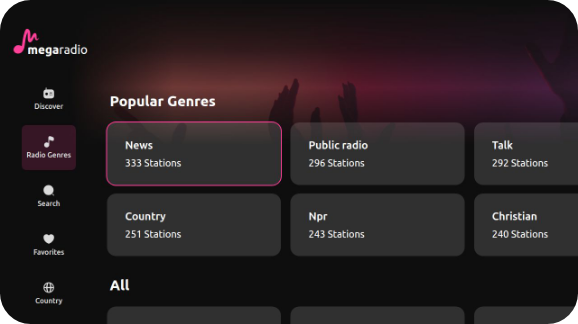 megaradio
Discover
Radio Genres
Search
Favorites
Country
Popular Genres
News
333 Stations
Public radio
296 Stations
Talk
292 Stations
Country
251 Stations
Npr
243 Stations
Christian
240 Stations
All